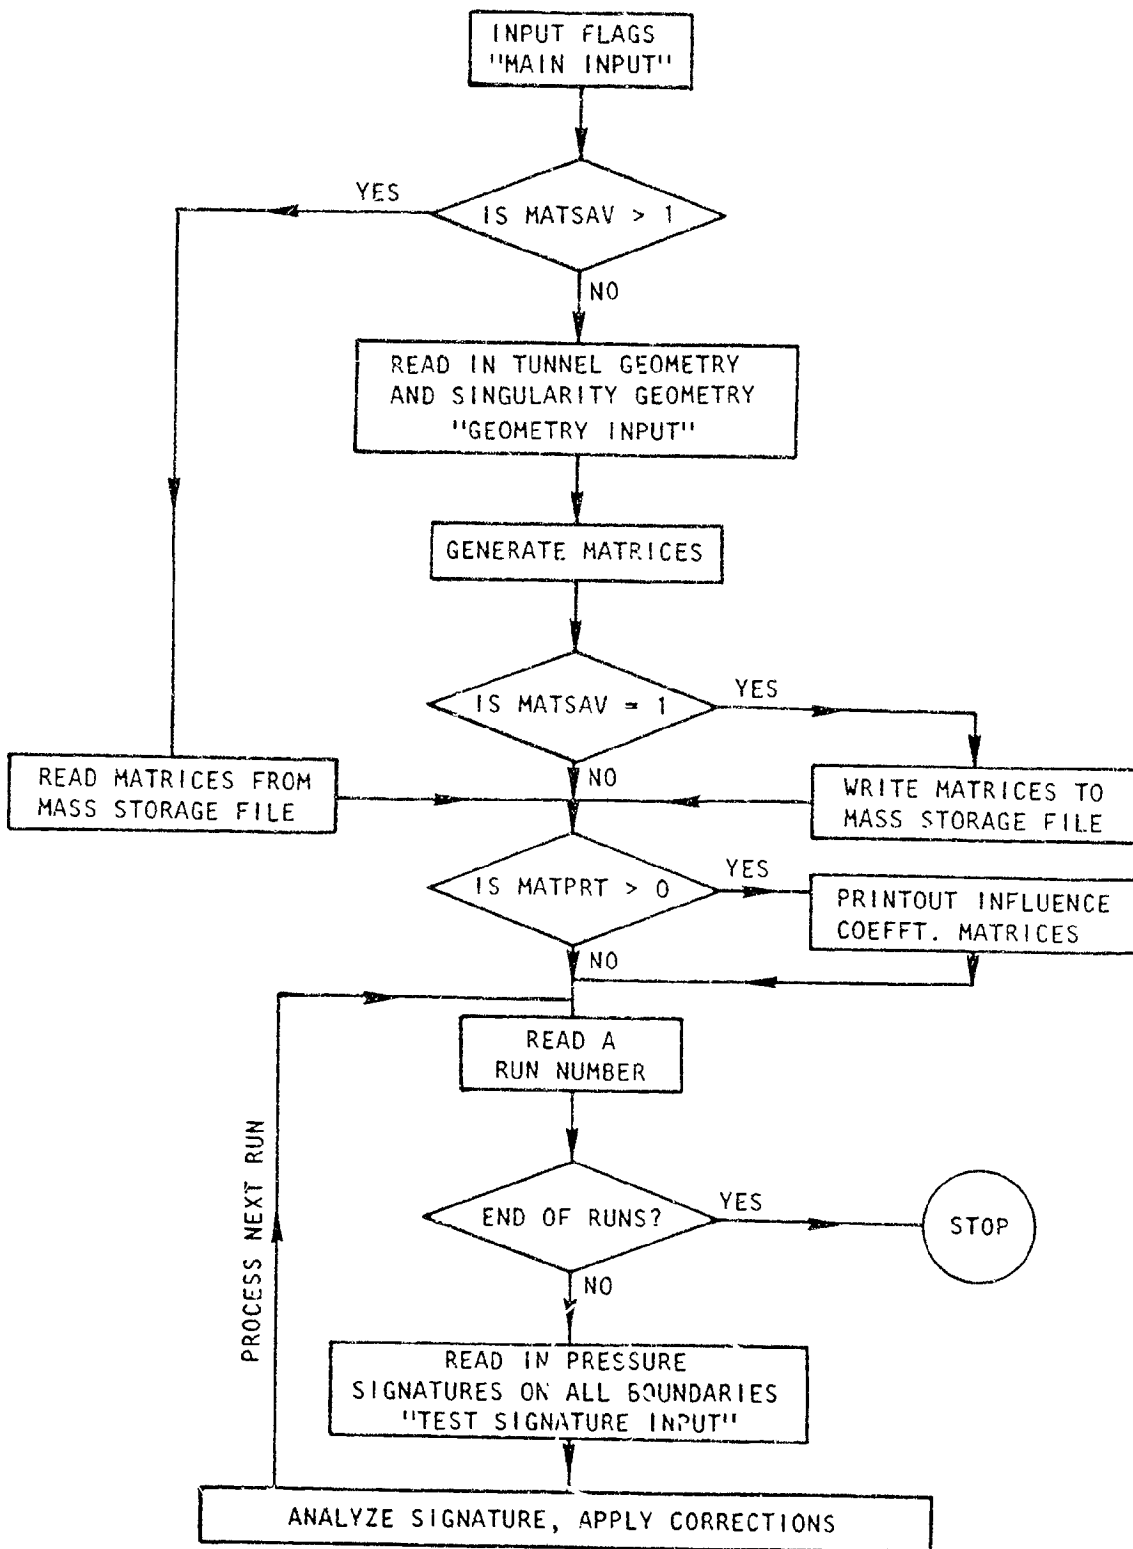 INPUT FLAGS
"MAIN INPUT"
YES
IS MATSAV > 1
NO
READ IN TUNNEL GEOMETRY
AND SINGULARITY GEOMETRY
"GEOMETRY INPUT"
GENERATE MATRICES
IS MATSAV = 1
YES
NO
READ MATRICES FROM
MASS STORAGE FILE
WRITE MATRICES TO
MASS STORAGE FILE
IS MATPRT > 0
YES
PRINTOUT INFLUENCE
COEFFT. MATRICES
NO
READ A
RUN NUMBER
PROCESS NEXT RUN
END OF RUNS?
YES
STOP
NO
READ IN PRESSURE
SIGNATURES ON ALL BOUNDARIES
"TEST SIGNATURE INPUT"
ANALYZE SIGNATURE, APPLY CORRECTIONS